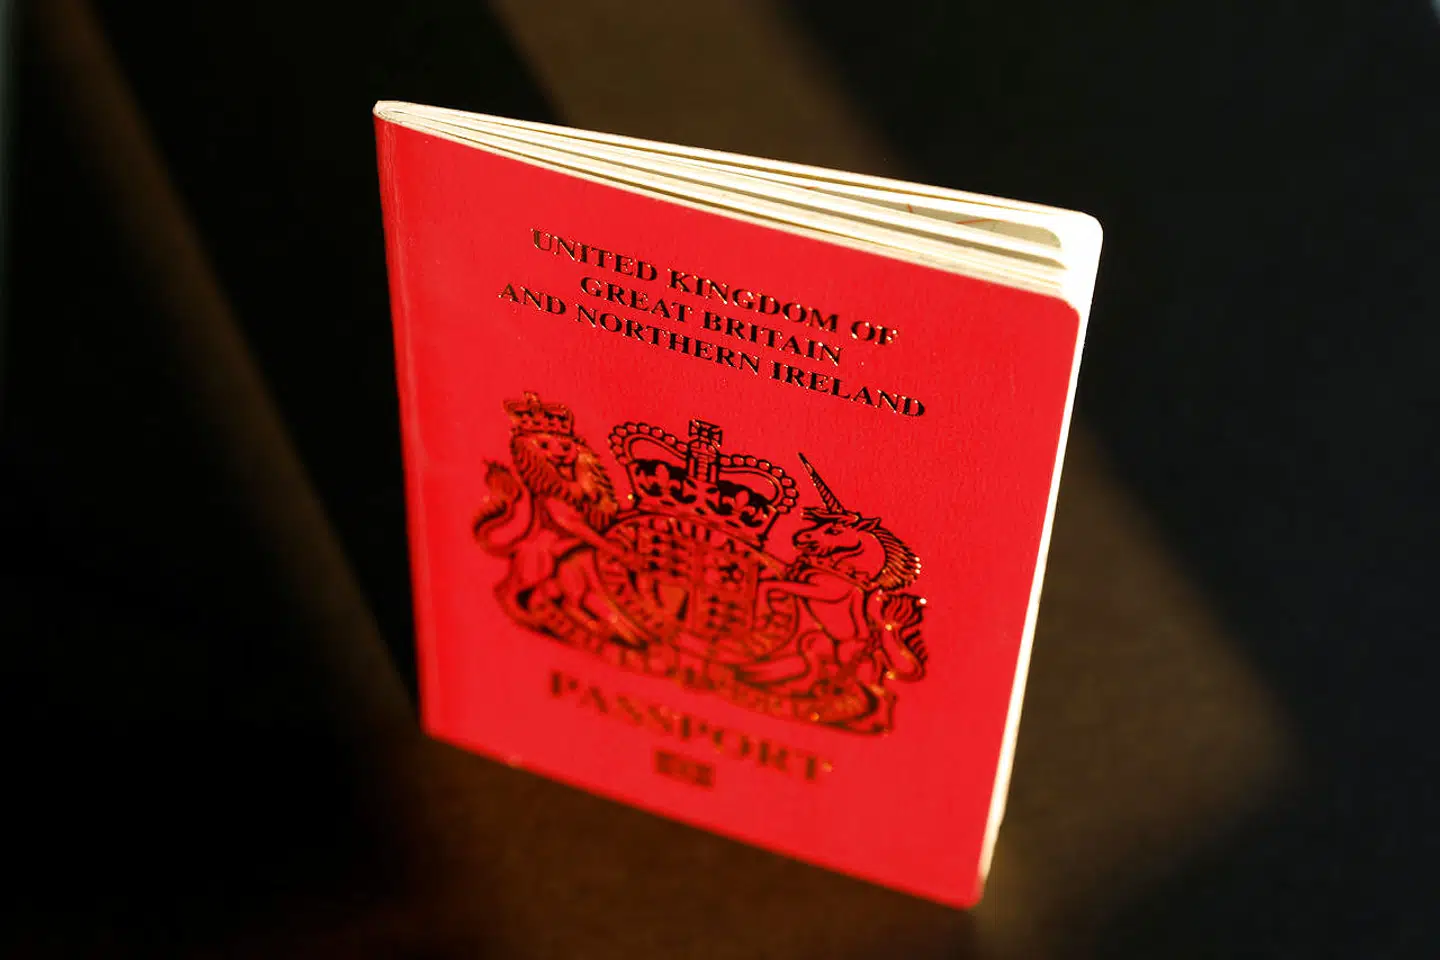 UNITED KINGDOM OF
GREAT BRITAIN
AND NORTHERN IRELAND
PASSPORT